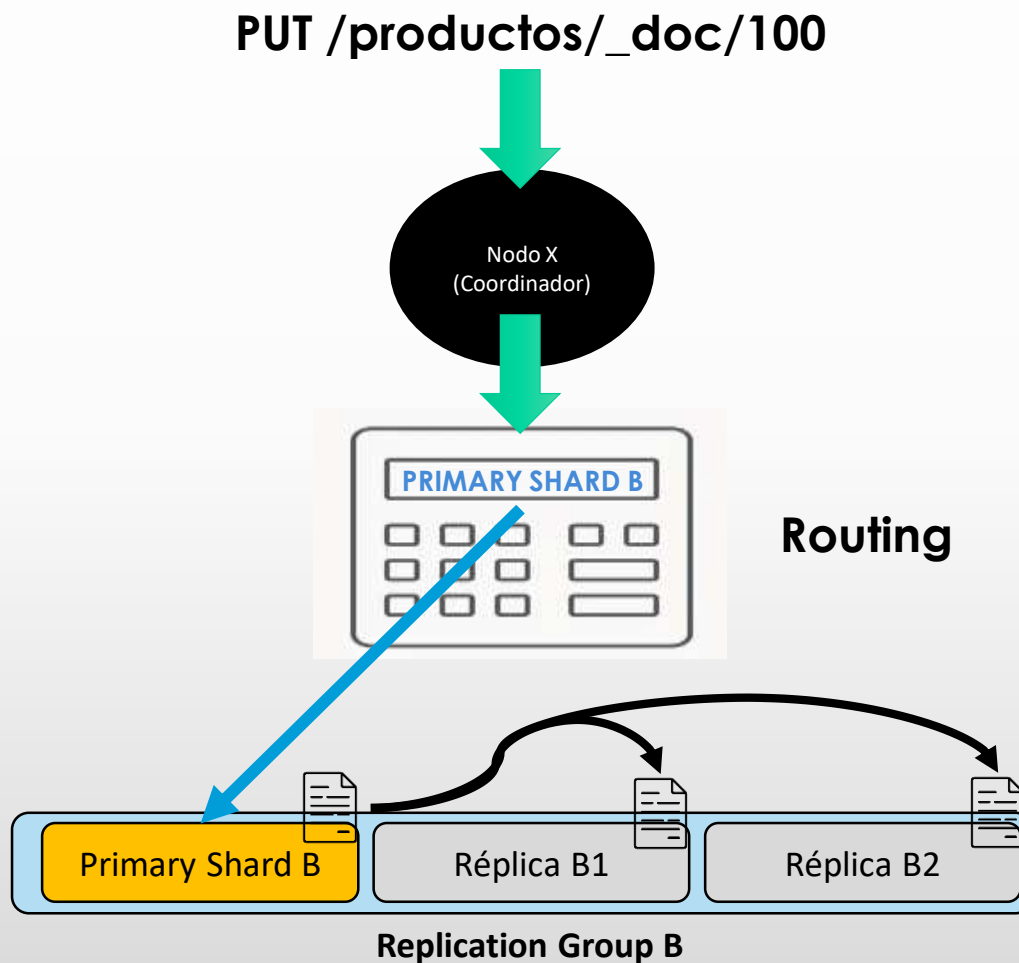 PUT /productos/_doc/100
Nodo X
(Coordinador)
PRIMARY SHARD B
Routing
Primary Shard B
Réplica B1
Réplica B2
Replication Group B